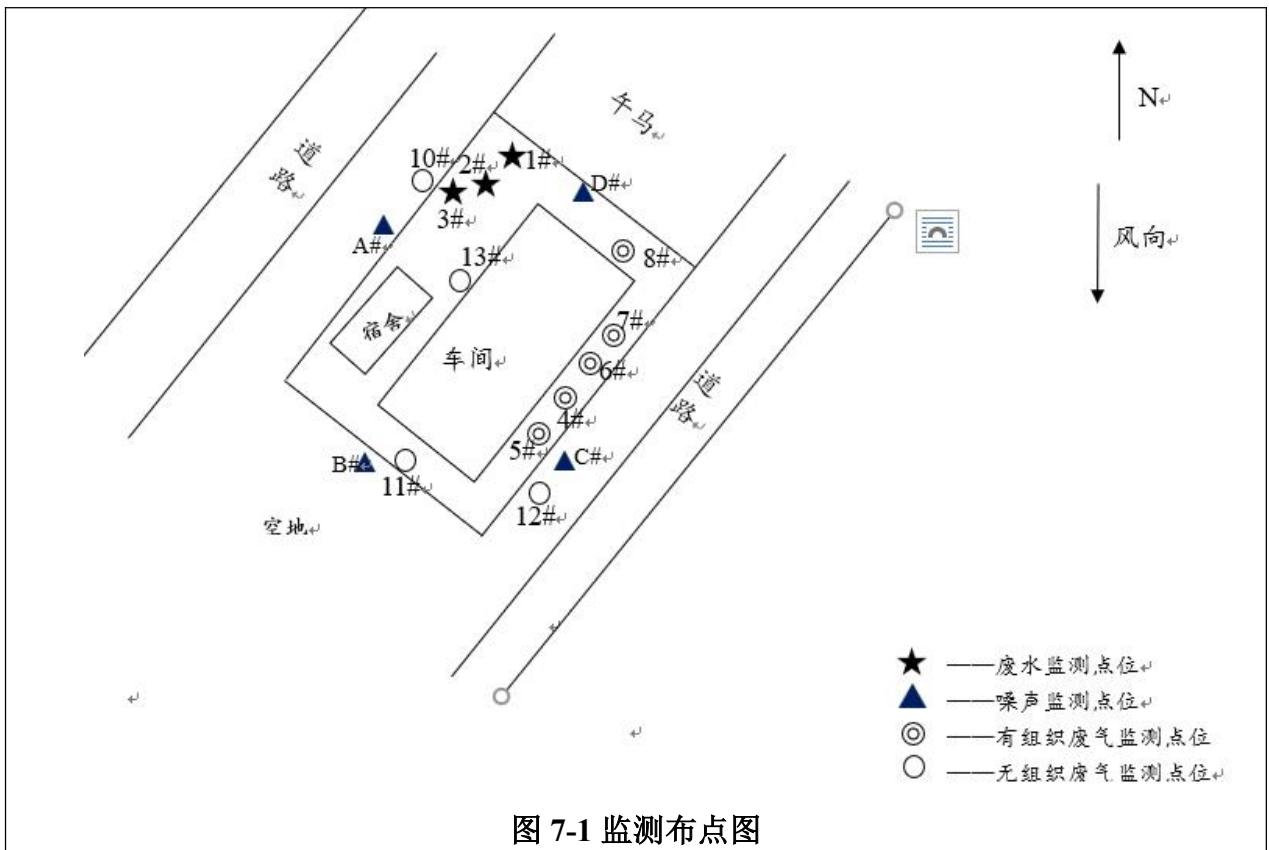 午马
N
道路
10#
2#
1#
D#
3#
风向
A#
13#
8#
宿舍
7#
车间
6#
道路
4#
5#
B#
C#
11#
12#
空地
★ ——废水监测点位
▲ ——噪声监测点位
◎ ——有组织废气监测点位
○ ——无组织废气监测点位
图 7-1 监测布点图